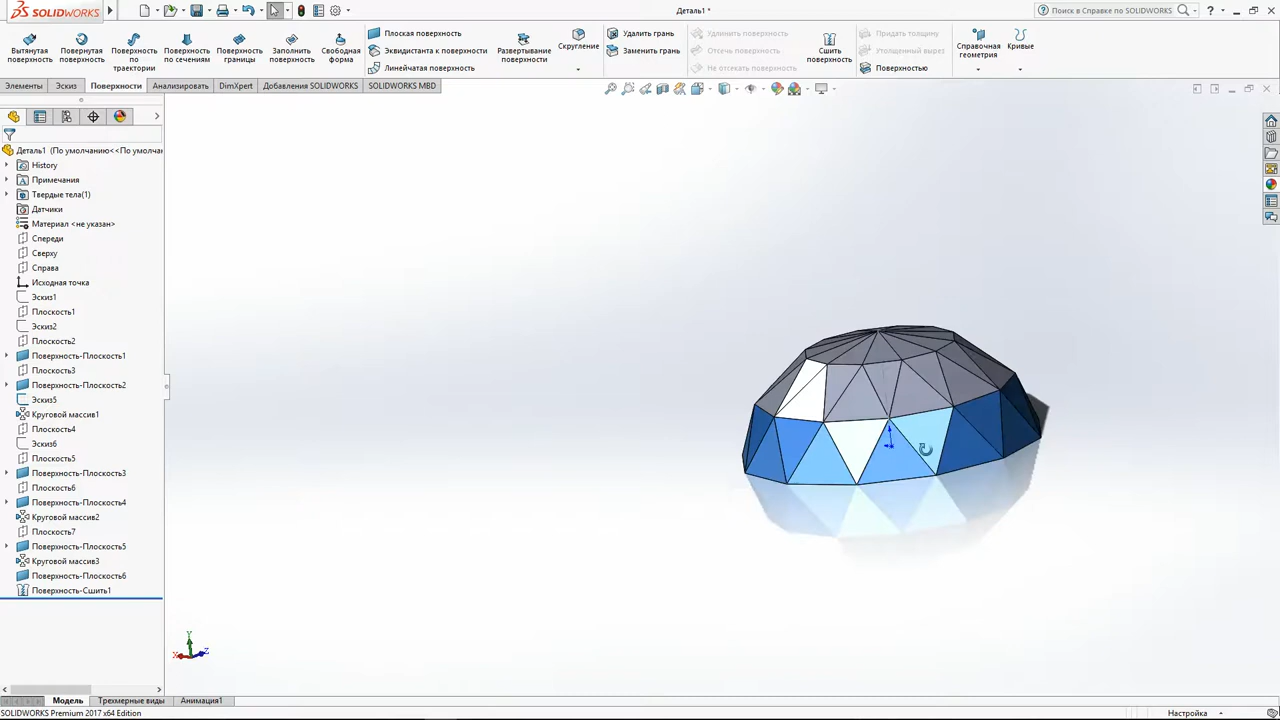 SOLIDWORKS
Деталь1 *
Поиск в Справке SOLIDWORKS
Вытянутая поверхность
Повернутая поверхность
Поверхность по траектории
Поверхность по сечениям
Поверхность границы
Заполнить поверхность
Свободная форма
Плоская поверхность
Эквидистанта к поверхности
Линейчатая поверхность
Развертывание поверхности
Скругление
Удалить грань
Заменить грань
Удлинить поверхность
Отсечь поверхность
Не отсекать поверхность
Сшить поверхность
Придать толщину
Утолщенный вырез
Поверхностью
Справочная геометрия
Кривые
Элементы
Эскиз
Поверхности
Анализировать
DimXpert
Добавления SOLIDWORKS
SOLIDWORKS MBD
Деталь1 (По умолчанию<<По умолча
History
Примечания
Твердые тела(1)
Датчики
Материал <не указан>
Спереди
Сверху
Справа
Исходная точка
Эскиз1
Плоскость1
Эскиз2
Плоскость2
Поверхность-Плоскость1
Плоскость3
Поверхность-Плоскость2
Эскиз5
Круговой массив1
Плоскость4
Эскиз6
Плоскость5
Поверхность-Плоскость3
Плоскость6
Поверхность-Плоскость4
Круговой массив2
Плоскость7
Поверхность-Плоскость5
Круговой массив3
Поверхность-Плоскость6
Поверхность-Сшить1
Y
X
Z
Модель
Трехмерные виды
Анимация1
SOLIDWORKS Premium 2017 x64 Edition
Настройка